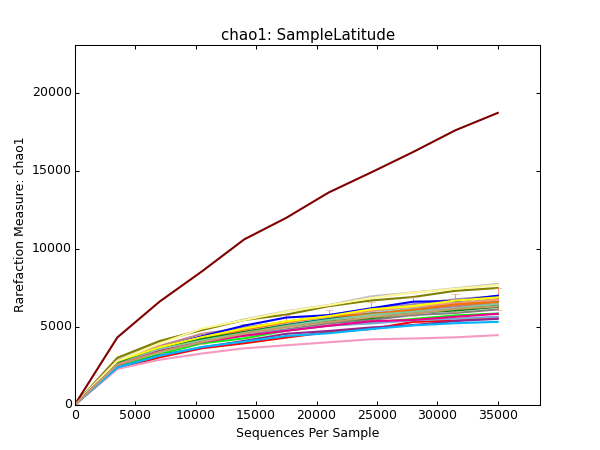 chao1: SampleLatitude
Rarefaction Measure: chao1
20000
15000
10000
5000
0
0 5000 10000 15000 20000 25000 30000 35000
Sequences Per Sample